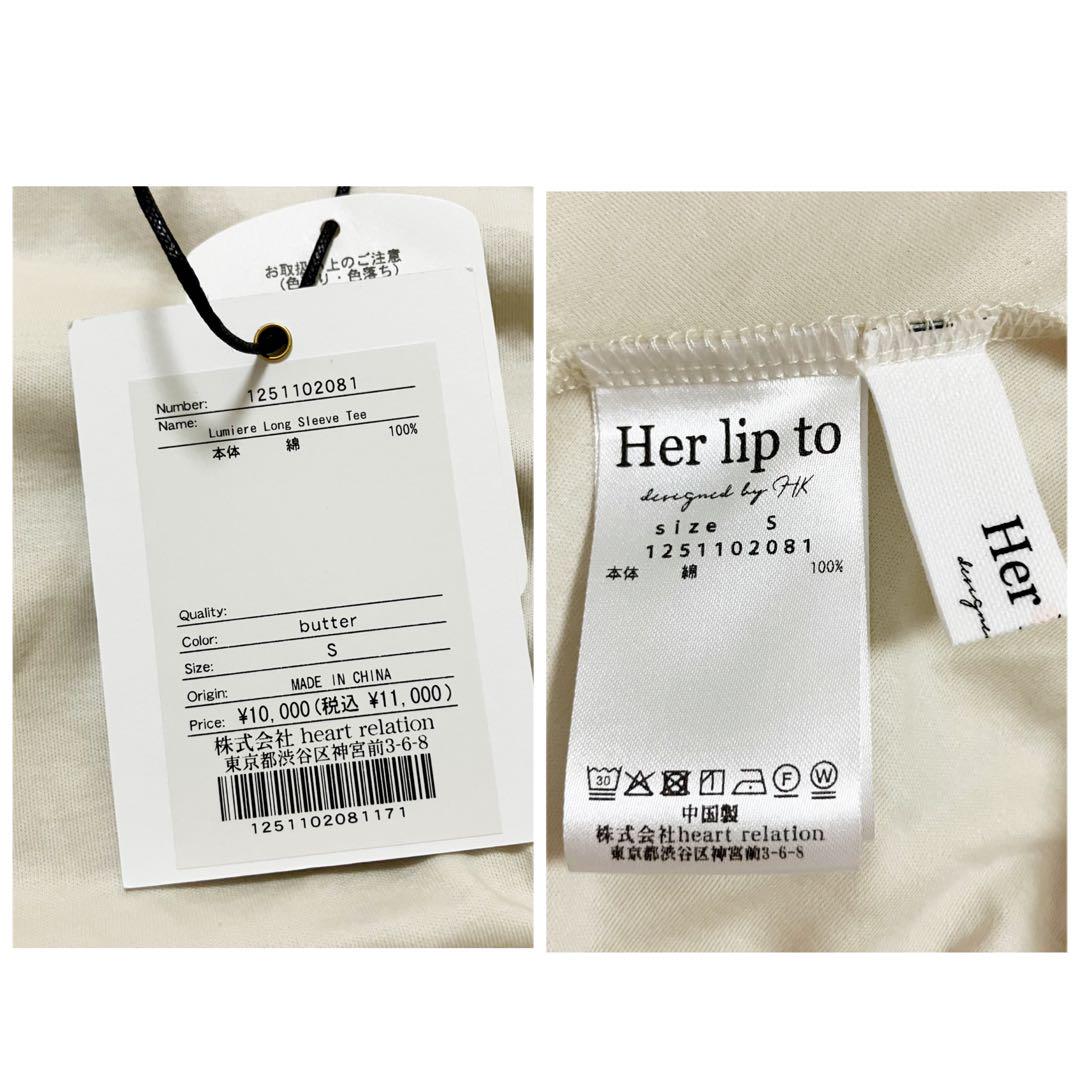 お取扱 上のご注意
(色 り・色落ち)
Number: 1251102081
Name: Lumiere Long Sleeve Tee
本体 綿 100%
Quality:
Color: butter
Size: S
Origin: MADE IN CHINA
Price: ¥10,000(税込 ¥11,000)
株式会社 heart relation
東京都渋谷区神宮前3-6-8
1251102081171
Her lip to
designed by HK
size S
1251102081
本体 綿 100%
30
F
W
中国製
株式会社heart relation
東京都渋谷区神宮前3-6-8
Her